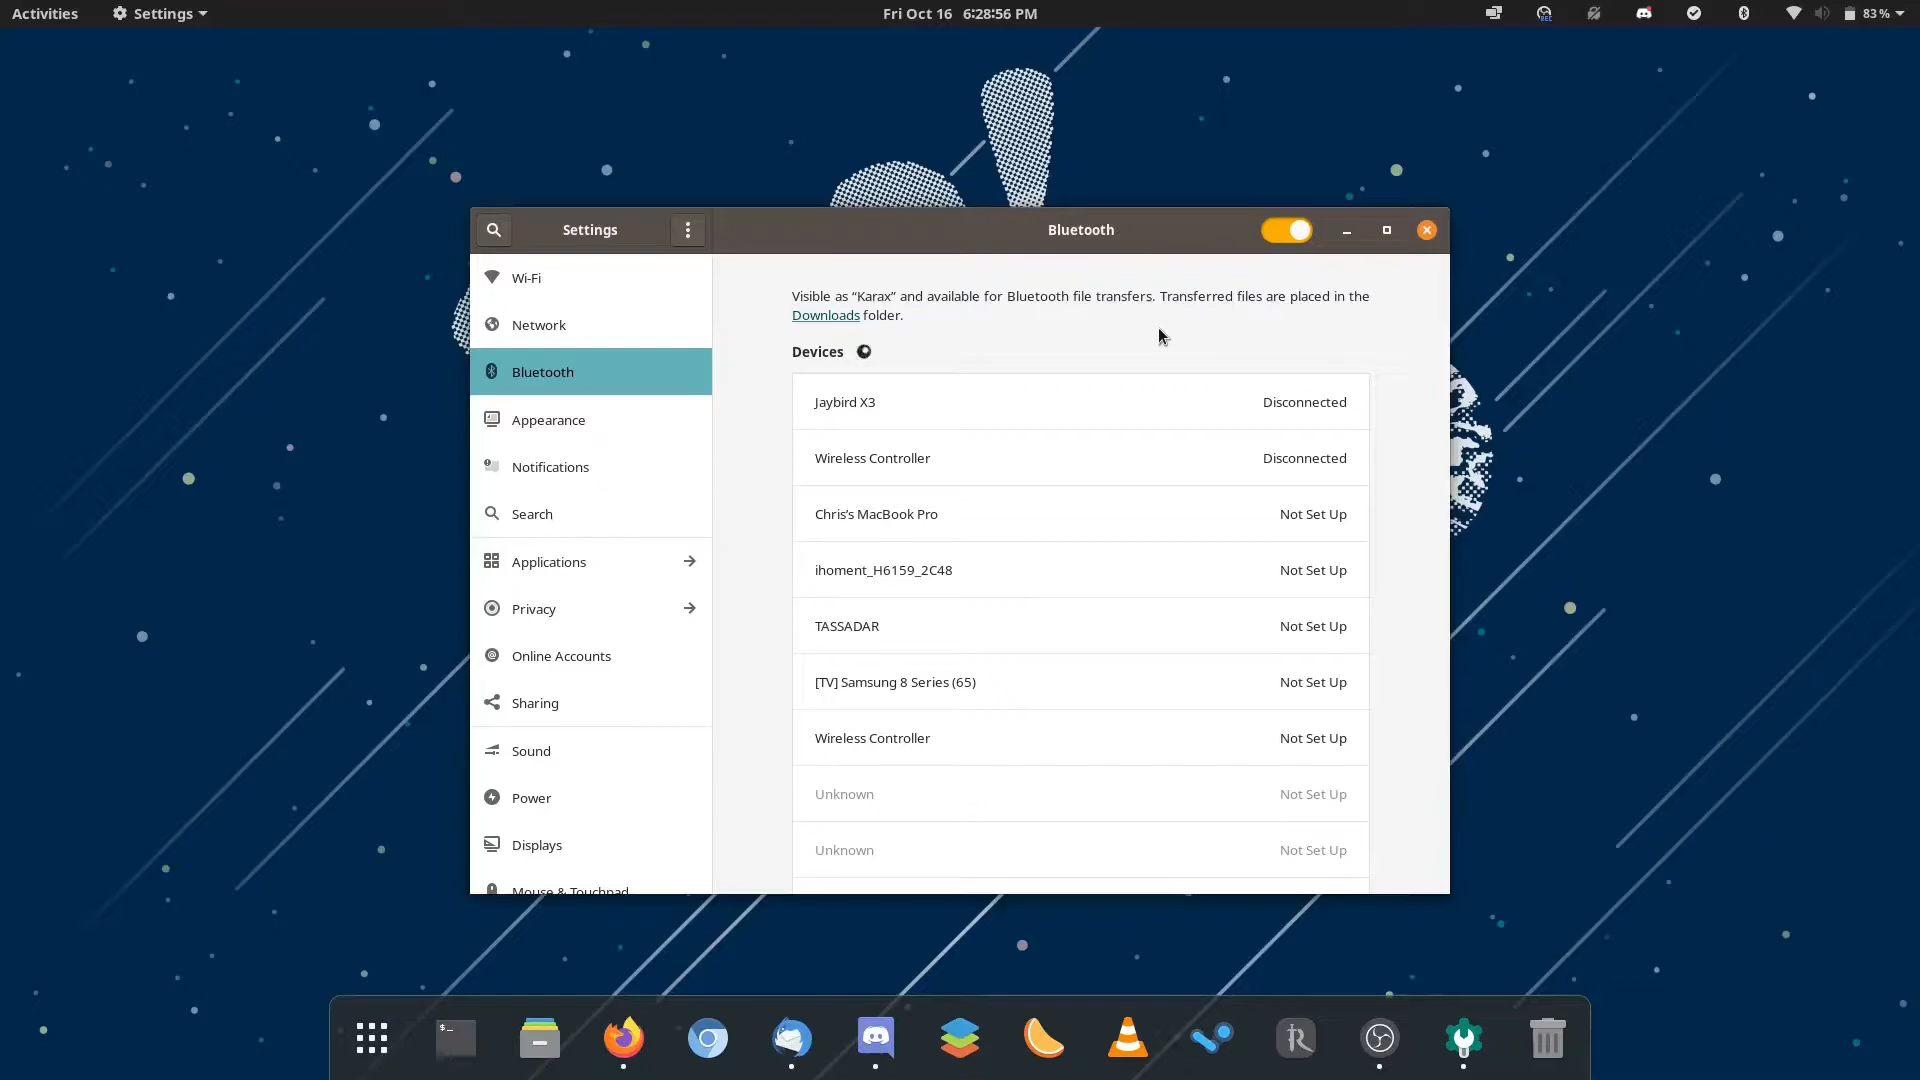 Activities
Settings
Fri Oct 16 6:28:56 PM
REC
83 %
Settings
Bluetooth
Wi-Fi
Network
Bluetooth
Appearance
Notifications
Search
Applications
Privacy
Online Accounts
Sharing
Sound
Power
Displays
Mouse & Touchpad
Visible as “Karax” and available for Bluetooth file transfers. Transferred files are placed in the
Downloads folder.
Devices
Jaybird X3 Disconnected
Wireless Controller Disconnected
Chris’s MacBook Pro Not Set Up
ihoment_H6159_2C48 Not Set Up
TASSADAR Not Set Up
[TV] Samsung 8 Series (65) Not Set Up
Wireless Controller Not Set Up
Unknown Not Set Up
Unknown Not Set Up
$_